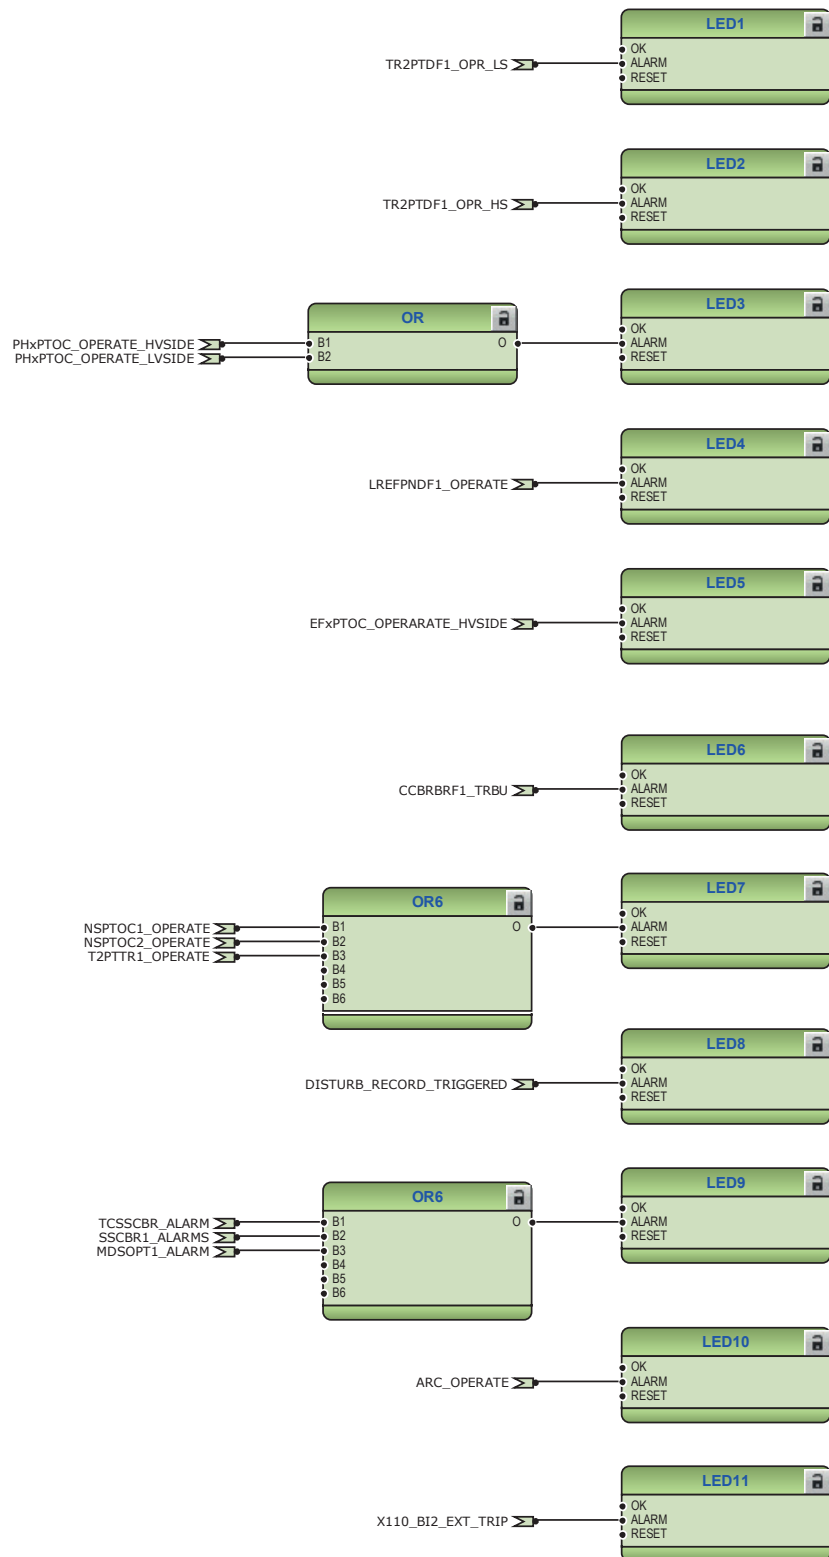 LED1
OK
TR2PTDF1_OPR_LS
ALARM
RESET
LED2
OK
TR2PTDF1_OPR_HS
ALARM
RESET
OR
LED3
OK
PHxPTOC_OPERATE_HVSIDE
B1
O
ALARM
PHxPTOC_OPERATE_LVSIDE
B2
RESET
LED4
OK
LREFPNDF1_OPERATE
ALARM
RESET
LED5
OK
EFxPTOC_OPERARATE_HVSIDE
ALARM
RESET
LED6
OK
CCBRBRF1_TRBU
ALARM
RESET
OR6
LED7
OK
NSPTOC1_OPERATE
B1
O
ALARM
NSPTOC2_OPERATE
B2
RESET
T2PTTR1_OPERATE
B3
B4
B5
B6
LED8
OK
DISTURB_RECORD_TRIGGERED
ALARM
RESET
OR6
LED9
OK
TCSSCBR_ALARM
B1
O
ALARM
SSCBR1_ALARMS
B2
RESET
MDSOPT1_ALARM
B3
B4
B5
B6
LED10
OK
ARC_OPERATE
ALARM
RESET
LED11
OK
X110_BI2_EXT_TRIP
ALARM
RESET